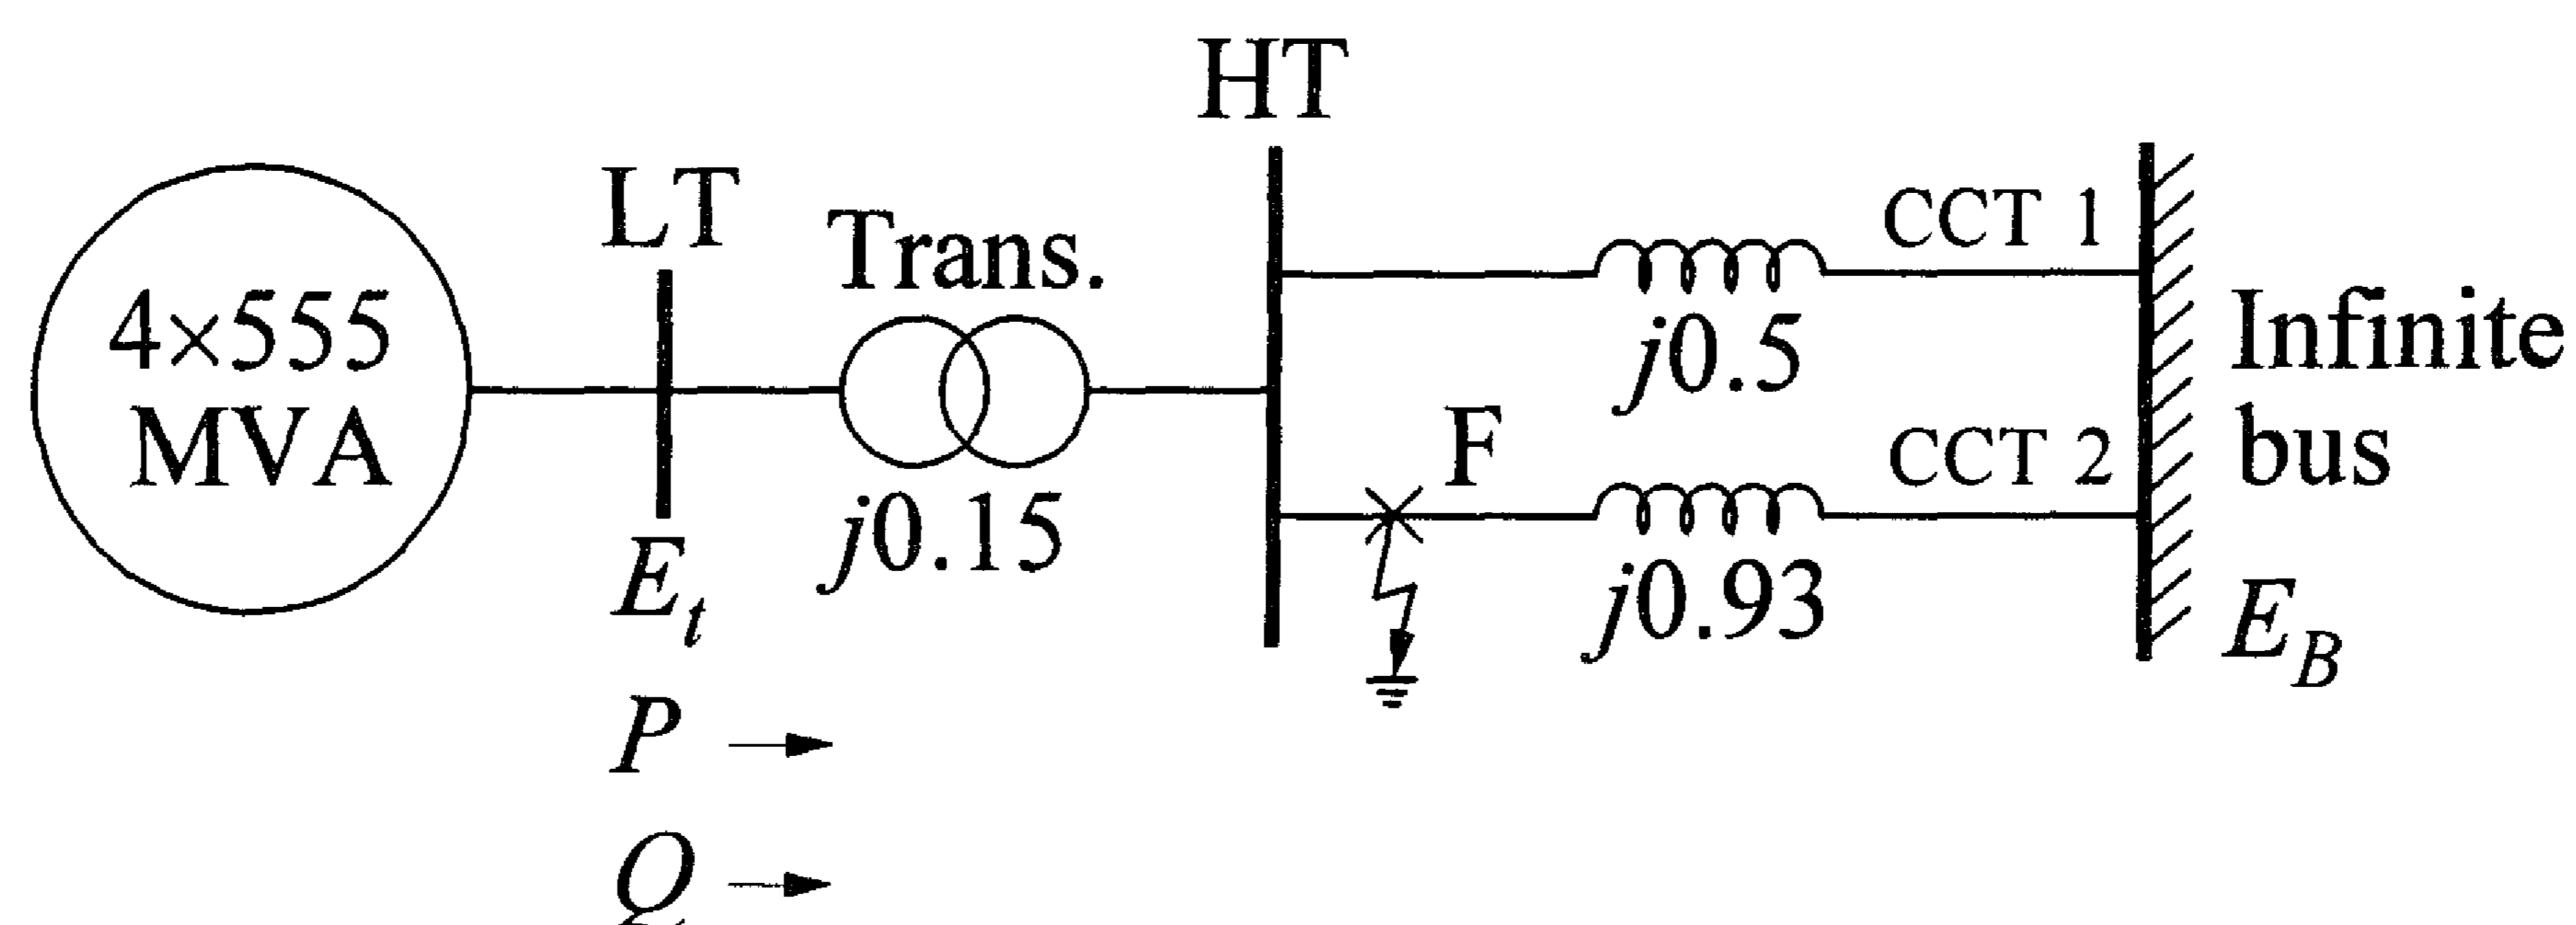 4×555
MVA
LT
E_t
P
Q
Trans.
j0.15
HT
CCT 1
j0.5
F
CCT 2
j0.93
Infinite
bus
E_B